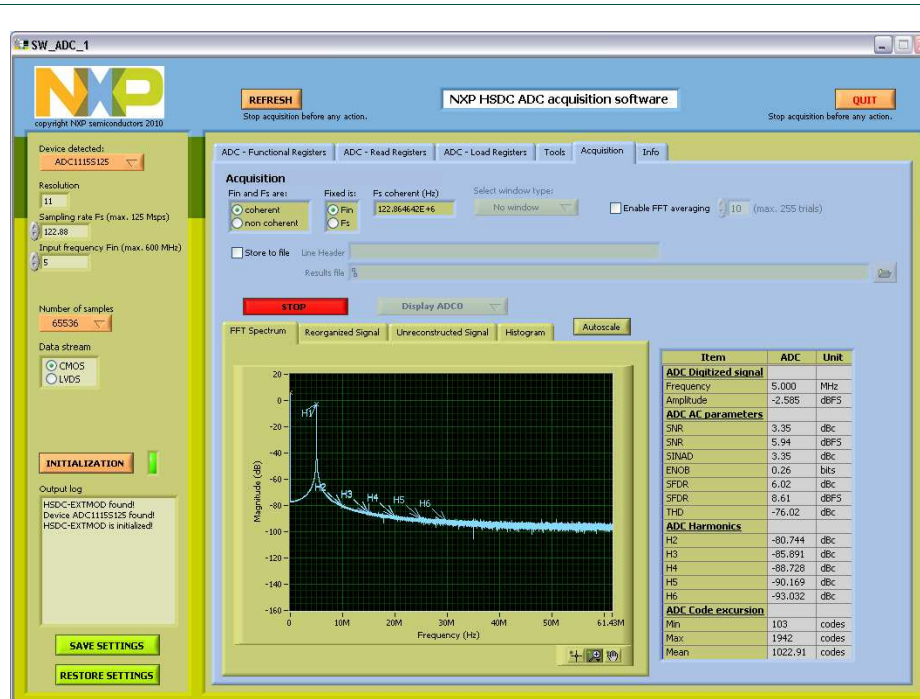 SW_ADC_1
NXP
copyright NXP semiconductors 2010
REFRESH
Stop acquisition before any action.
NXP HSDC ADC acquisition software
QUIT
Stop acquisition before any action.
Device detected:
ADC1115S125
Resolution
11
Sampling rate Fs (max. 125 Msps)
122.88
Input frequency Fin (max. 600 MHz)
5
Number of samples
65536
Data stream
CMOS
LVDS
INITIALIZATION
Output log
HSDC-EXTMOD found!
Device ADC1115S125 found!
HSDC-EXTMOD is initialized!
SAVE SETTINGS
RESTORE SETTINGS
ADC - Functional Registers
ADC - Read Registers
ADC - Load Registers
Tools
Acquisition
Info
Acquisition
Fin and Fs are:
coherent
non coherent
Fixed is:
Fin
Fs
Fs coherent (Hz)
122.864642E+6
Select window type:
No window
Enable FFT averaging
10
(max. 255 trials)
Store to file
Line Header
Results file
STOP
Display ADC0
FFT Spectrum
Reorganized Signal
Unreconstructed Signal
Histogram
Autoscale
Magnitude (dB)
20
0
-20
-40
-60
-80
-100
-120
-140
-160
H1
H2
H3
H4
H5
H6
0
10M
20M
30M
40M
50M
61.43M
Frequency (Hz)
Item ADC Unit
ADC Digitized signal
Frequency 5.000 MHz
Amplitude -2.585 dBFS
ADC AC parameters
SNR 3.35 dBc
SNR 5.94 dBFS
SINAD 3.35 dBc
ENOB 0.26 bits
SFDR 6.02 dBc
SFDR 8.61 dBFS
THD -76.02 dBc
ADC Harmonics
H2 -80.744 dBc
H3 -85.891 dBc
H4 -88.728 dBc
H5 -90.169 dBc
H6 -93.032 dBc
ADC Code excursion
Min 103 codes
Max 1942 codes
Mean 1022.91 codes